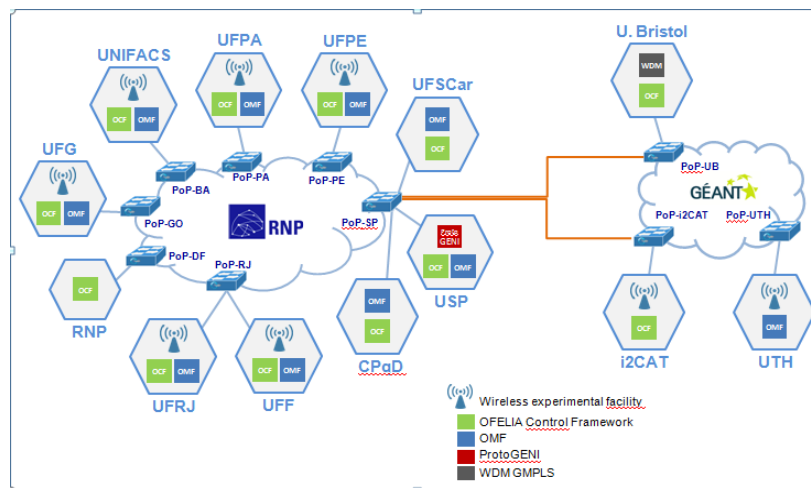 UNIFACS
UFPA
UFPE
UFSCar
U. Bristol
WDM
OCF
OCF OMF
OCF OMF
OCF OMF
OMF
OCF
UFG
OCF OMF
PoP-BA
PoP-PA
PoP-PE
PoP-UB
PoP-GO
RNP
PoP-SP
GÉANT
PoP-i2CAT
PoP-UTH
PoP-DF
PoP-RJ
proto
GENI
OCF OMF
USP
OCF
RNP
OMF
OCF
CPqD
OCF OMF
UFRJ
OCF OMF
UFF
OCF
i2CAT
OMF
UTH
Wireless experimental facility
OFELIA Control Framework
OMF
ProtoGENI
WDM GMPLS